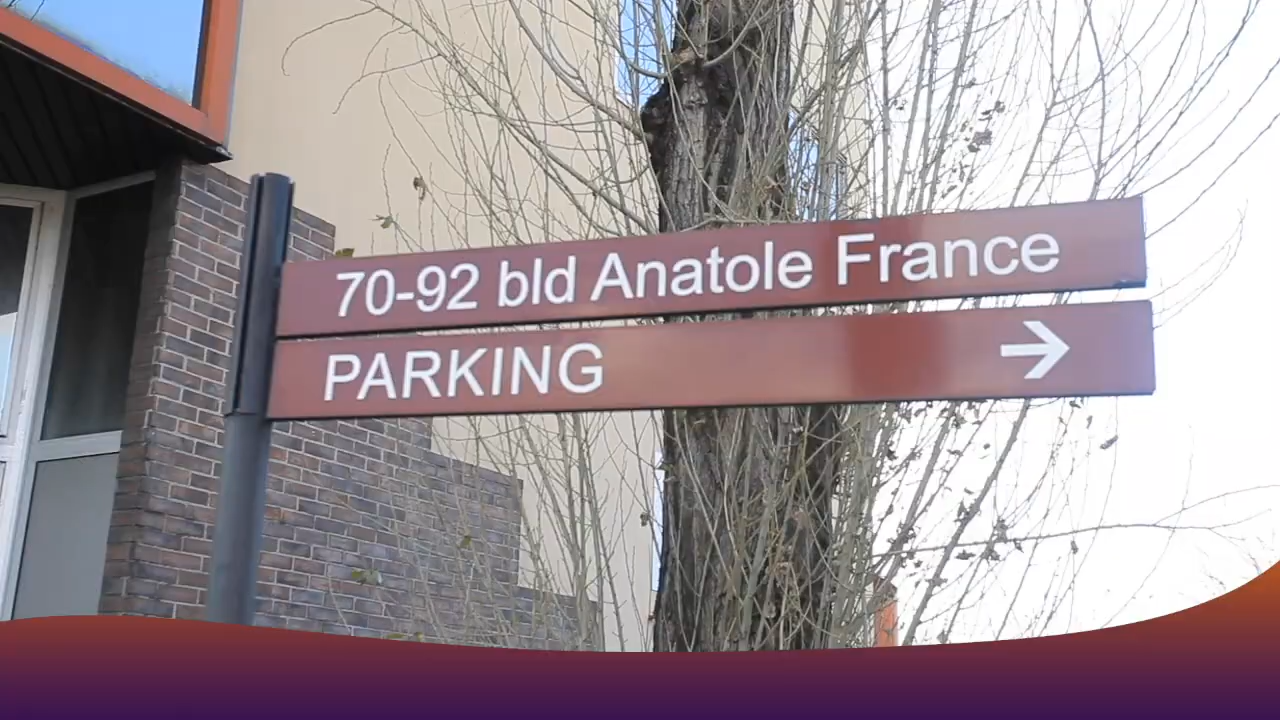 70-92 bld Anatole France
PARKING →